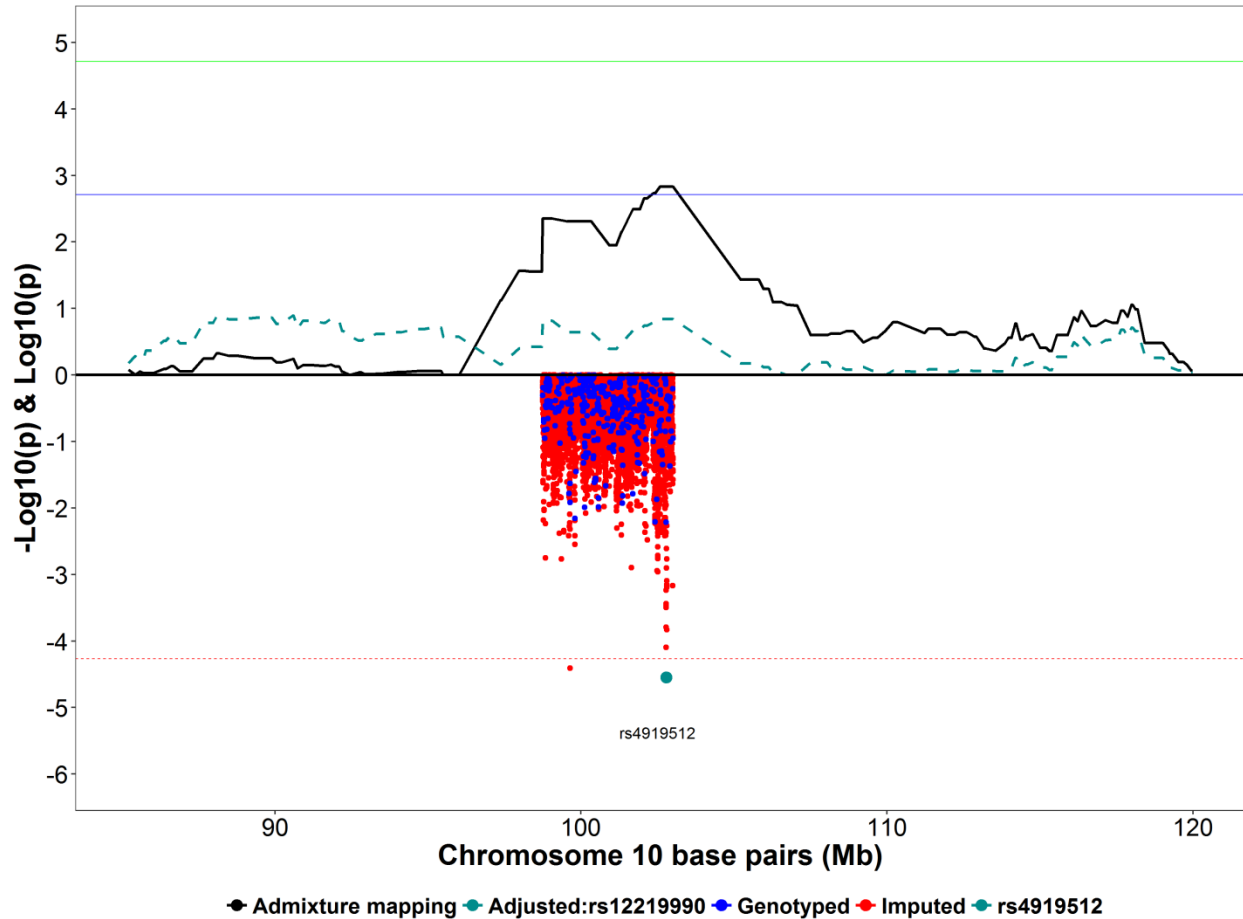 -Log10(p) & Log10(p)
5
4
3
2
1
0
-1
-2
-3
-4
-5
-6
rs4919512
90 100 110 120
Chromosome 10 base pairs (Mb)
Admixture mapping Adjusted:rs12219990 Genotyped Imputed rs4919512